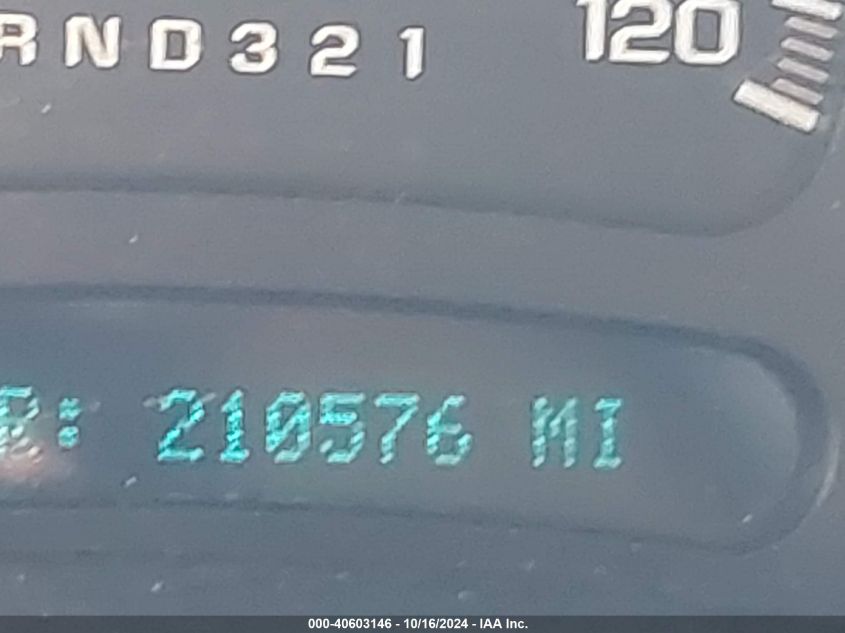 RND321
120
R: 210576 MI
000-40603146 - 10/16/2024 - IAA Inc.